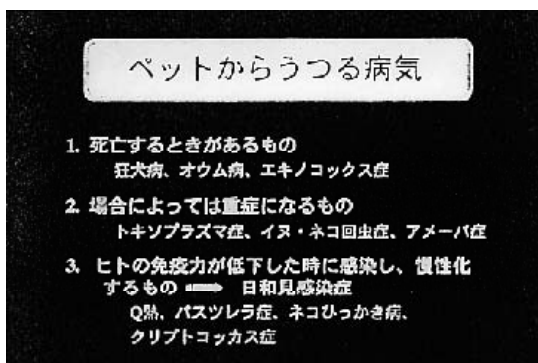 ペットからうつる病気
1. 死亡するときがあるもの
狂犬病、オウム病、エキノコックス症
2. 場合によっては重症になるもの
トキソプラズマ症、イヌ・ネコ回虫症、アメーバ症
3. ヒトの免疫力が低下した時に感染し、慢性化
するもの ⟹ 日和見感染症
Q熱、パスツレラ症、ネコひっかき病、
クリプトコッカス症